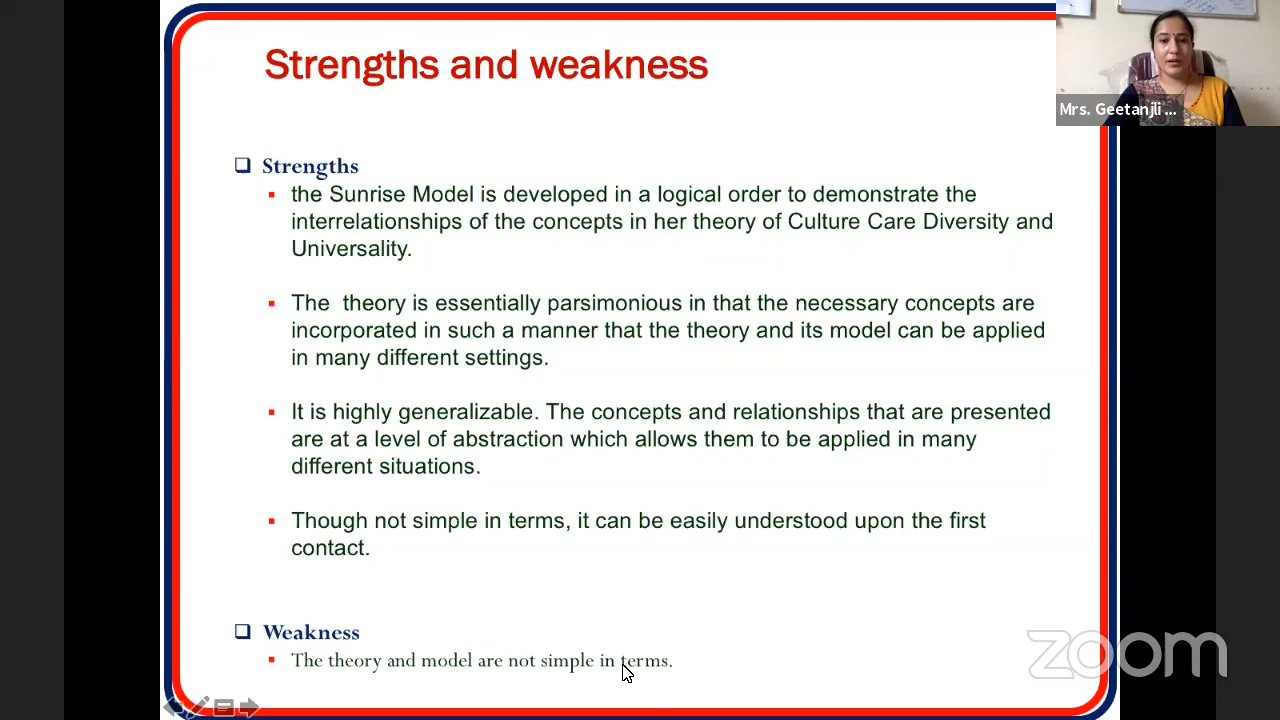 Strengths and weakness
Mrs. Geetanjli ...
❑ Strengths
▪ the Sunrise Model is developed in a logical order to demonstrate the
interrelationships of the concepts in her theory of Culture Care Diversity and
Universality.
▪ The theory is essentially parsimonious in that the necessary concepts are
incorporated in such a manner that the theory and its model can be applied
in many different settings.
▪ It is highly generalizable. The concepts and relationships that are presented
are at a level of abstraction which allows them to be applied in many
different situations.
▪ Though not simple in terms, it can be easily understood upon the first
contact.
❑ Weakness
▪ The theory and model are not simple in terms.
zoom